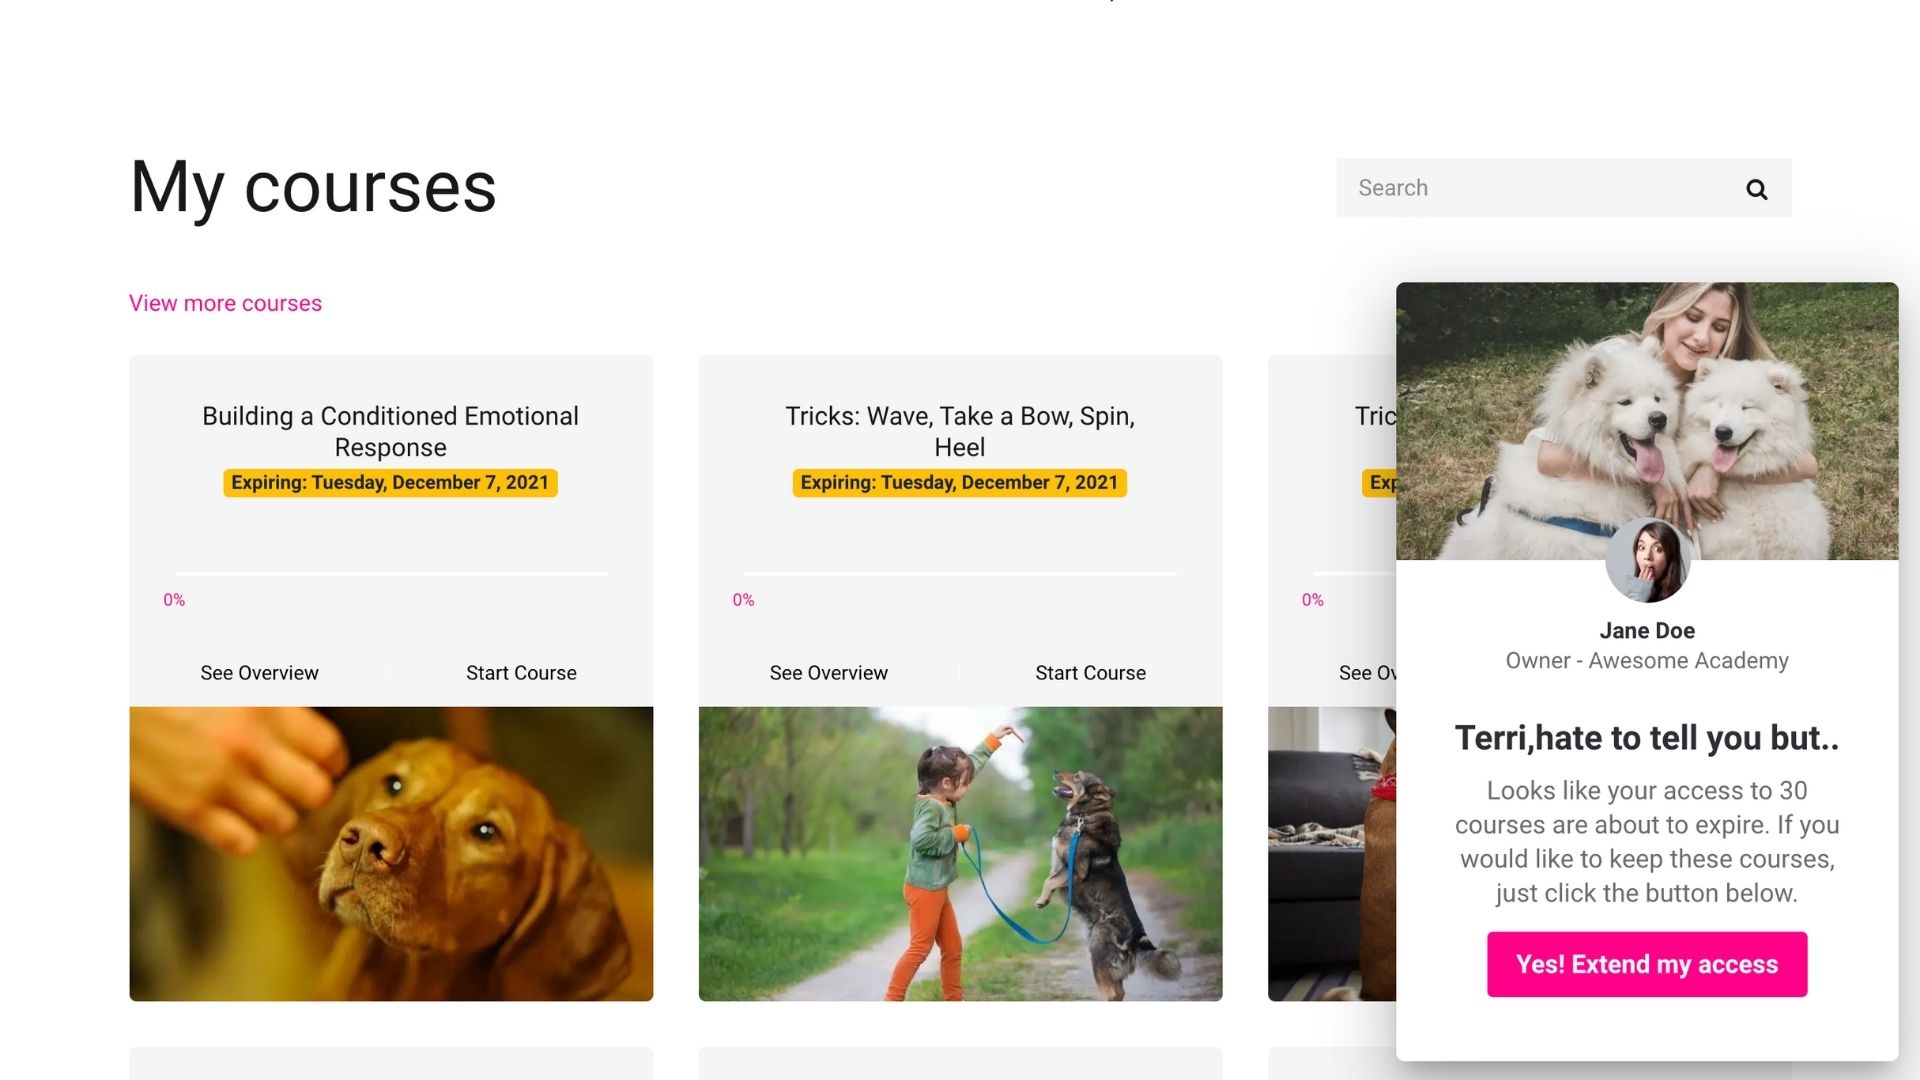 My courses
Search
View more courses
Building a Conditioned Emotional
Response
Expiring: Tuesday, December 7, 2021
0%
See Overview
Start Course
Tricks: Wave, Take a Bow, Spin,
Heel
Expiring: Tuesday, December 7, 2021
0%
See Overview
Start Course
Tric
Exp
0%
See Ov
Jane Doe
Owner - Awesome Academy
Terri,hate to tell you but..
Looks like your access to 30
courses are about to expire. If you
would like to keep these courses,
just click the button below.
Yes! Extend my access